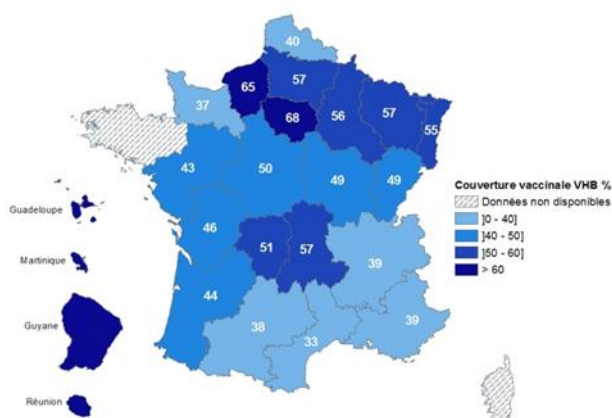 40
65
57
37
68
56
57
55
43
50
49
49
46
51
57
39
44
38
33
39
Guadeloupe
Martinique
Guyane
Réunion
Couverture vaccinale VHB %
Données non disponibles
]0 - 40]
]40 - 50]
]50 - 60]
> 60